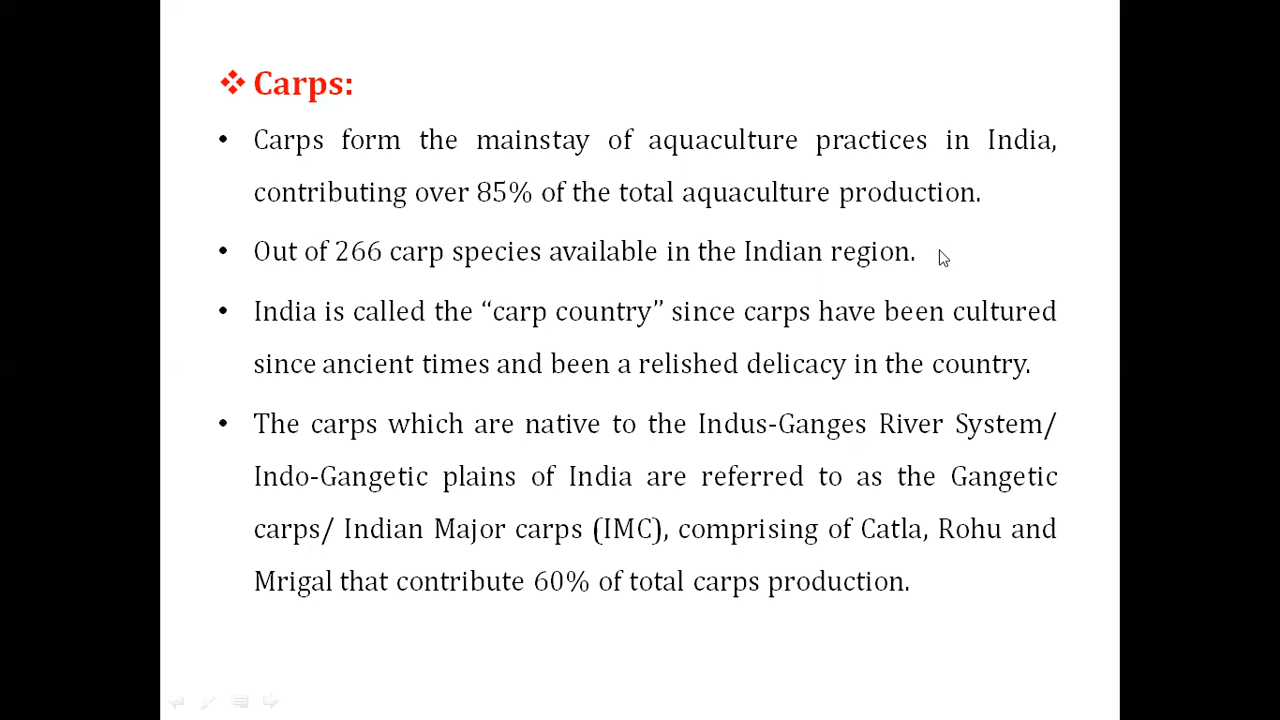 ❖ Carps:
• Carps form the mainstay of aquaculture practices in India,
contributing over 85% of the total aquaculture production.
• Out of 266 carp species available in the Indian region.
• India is called the “carp country” since carps have been cultured
since ancient times and been a relished delicacy in the country.
• The carps which are native to the Indus-Ganges River System/
Indo-Gangetic plains of India are referred to as the Gangetic
carps/ Indian Major carps (IMC), comprising of Catla, Rohu and
Mrigal that contribute 60% of total carps production.